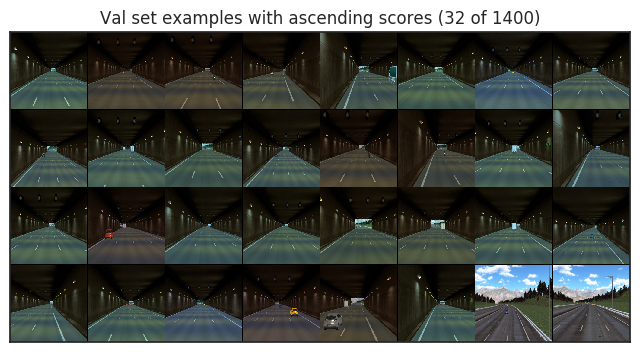 Val set examples with ascending scores (32 of 1400)